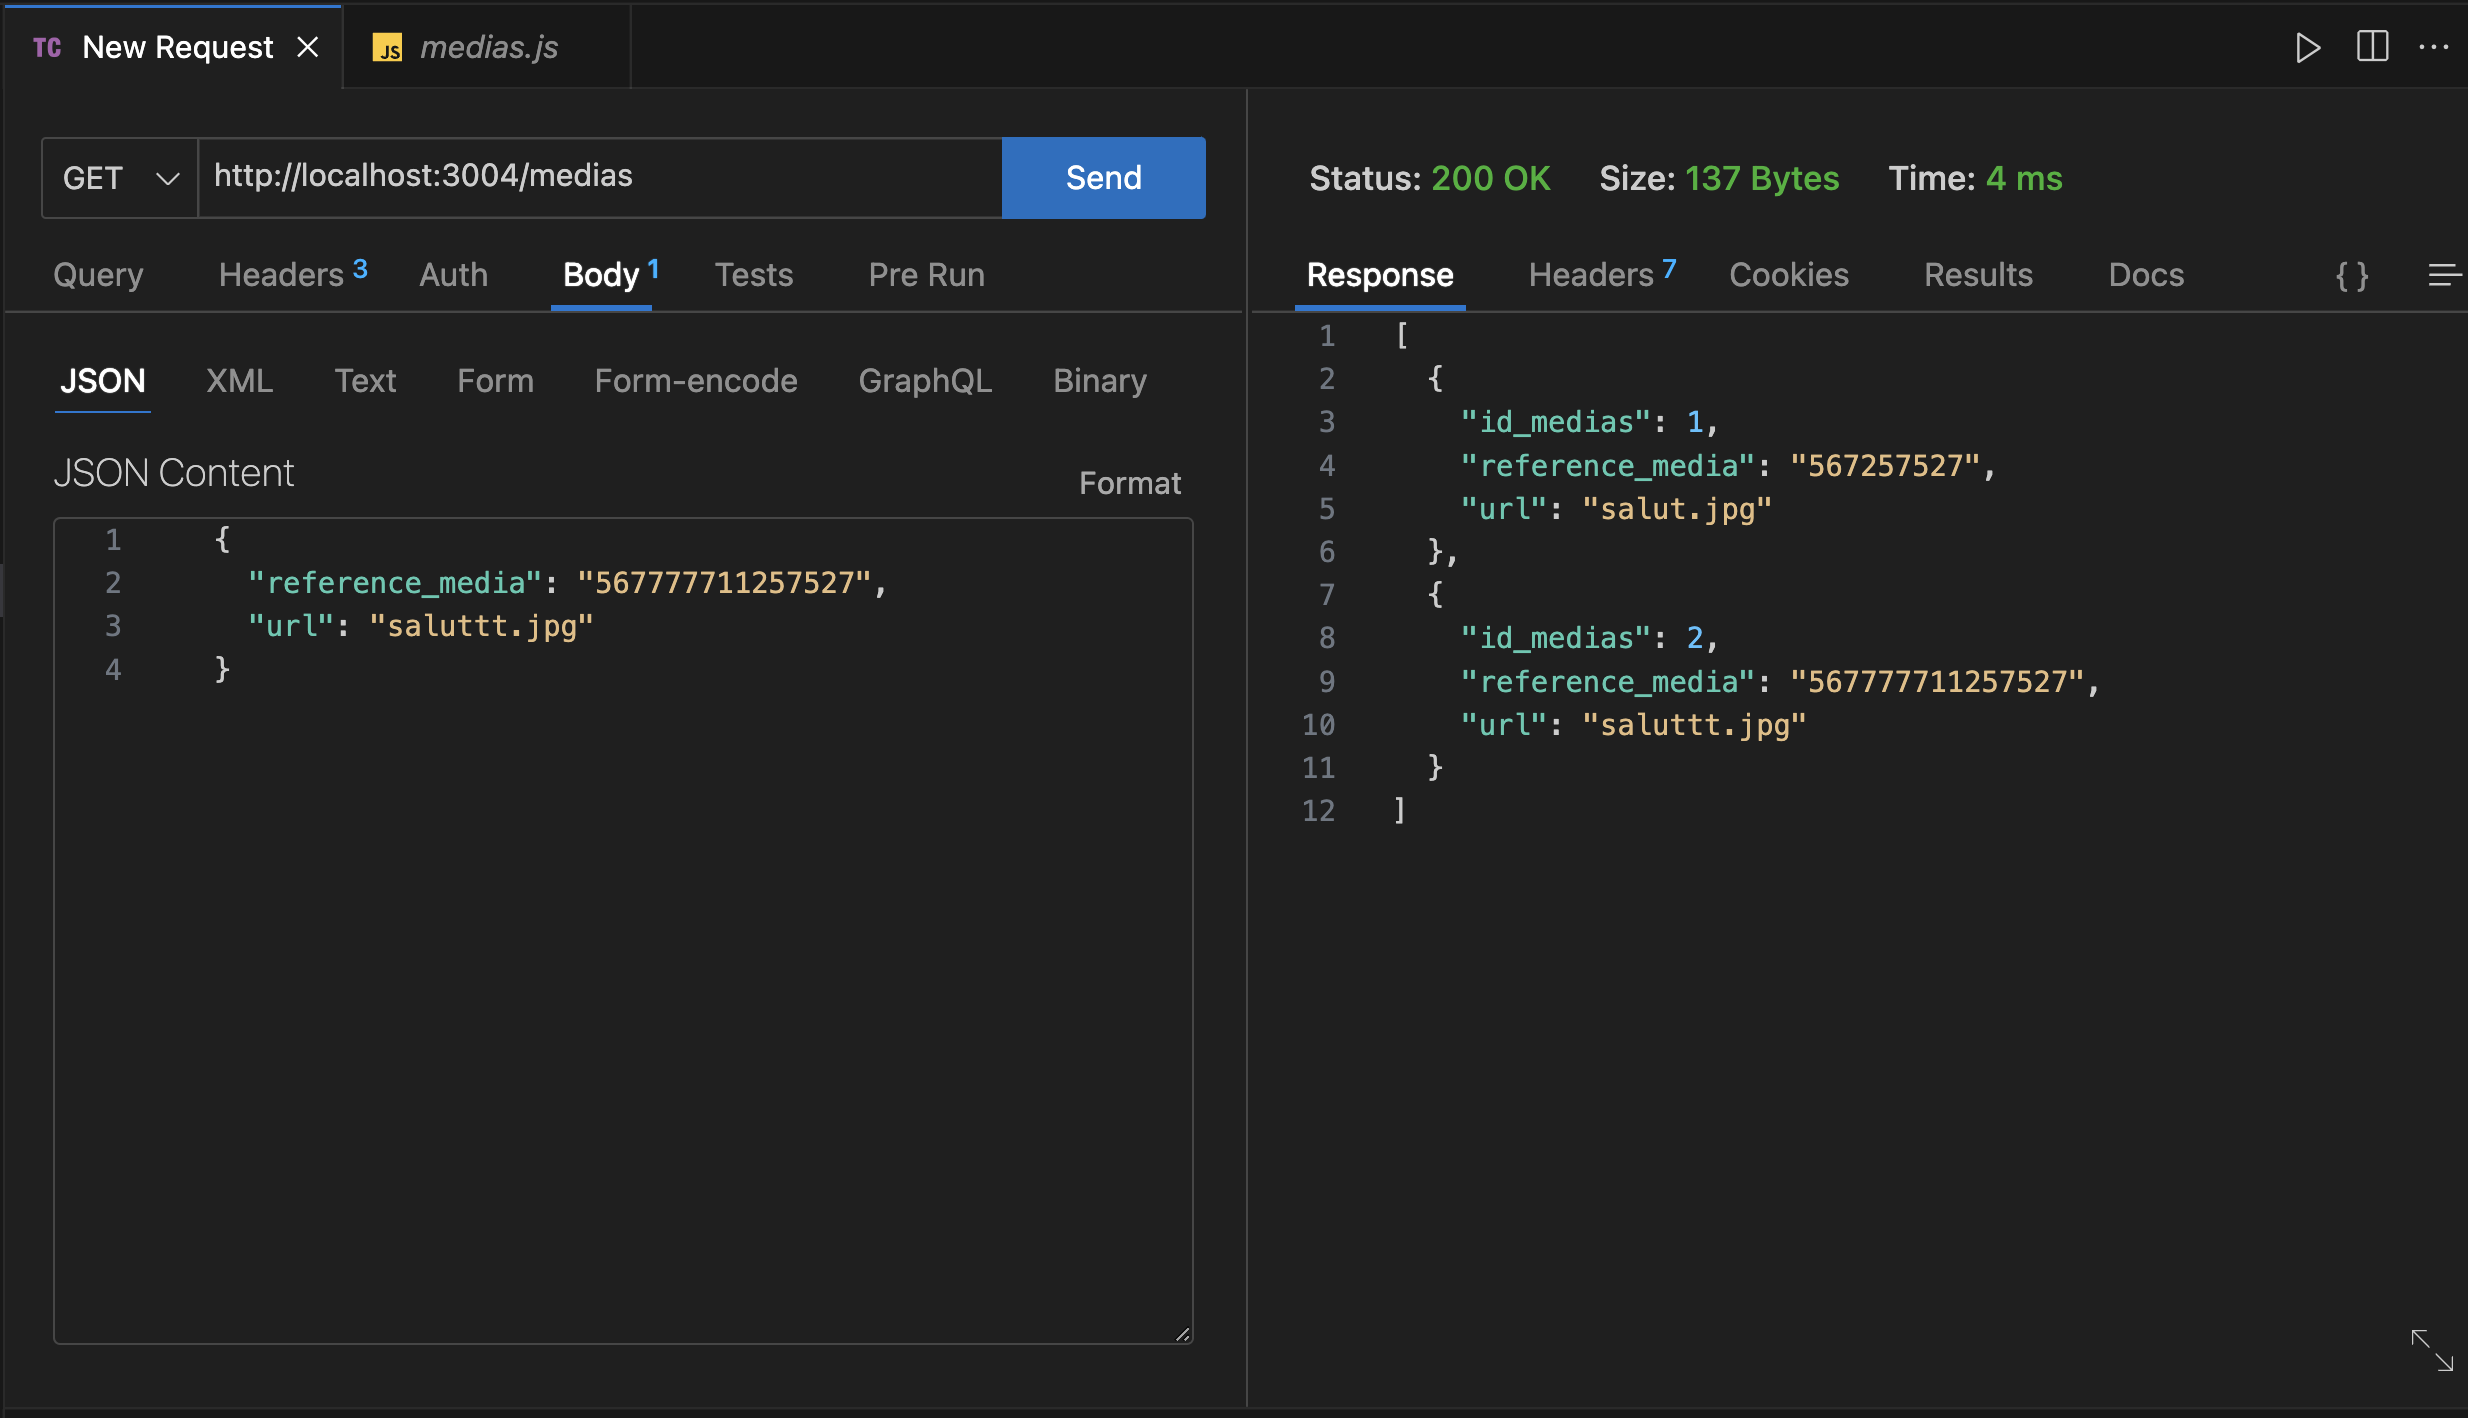 TC New Request
JS medias.js
GET http://localhost:3004/medias Send
Query Headers 3 Auth Body 1 Tests Pre Run
JSON XML Text Form Form-encode GraphQL Binary
JSON Content
Format
1 {
2 "reference_media": "567777711257527",
3 "url": "saluttt.jpg"
4 }
Status: 200 OK Size: 137 Bytes Time: 4 ms
Response Headers 7 Cookies Results Docs { }
1 [
2 {
3 "id_medias": 1,
4 "reference_media": "567257527",
5 "url": "salut.jpg"
6 },
7 {
8 "id_medias": 2,
9 "reference_media": "567777711257527",
10 "url": "saluttt.jpg"
11 }
12 ]